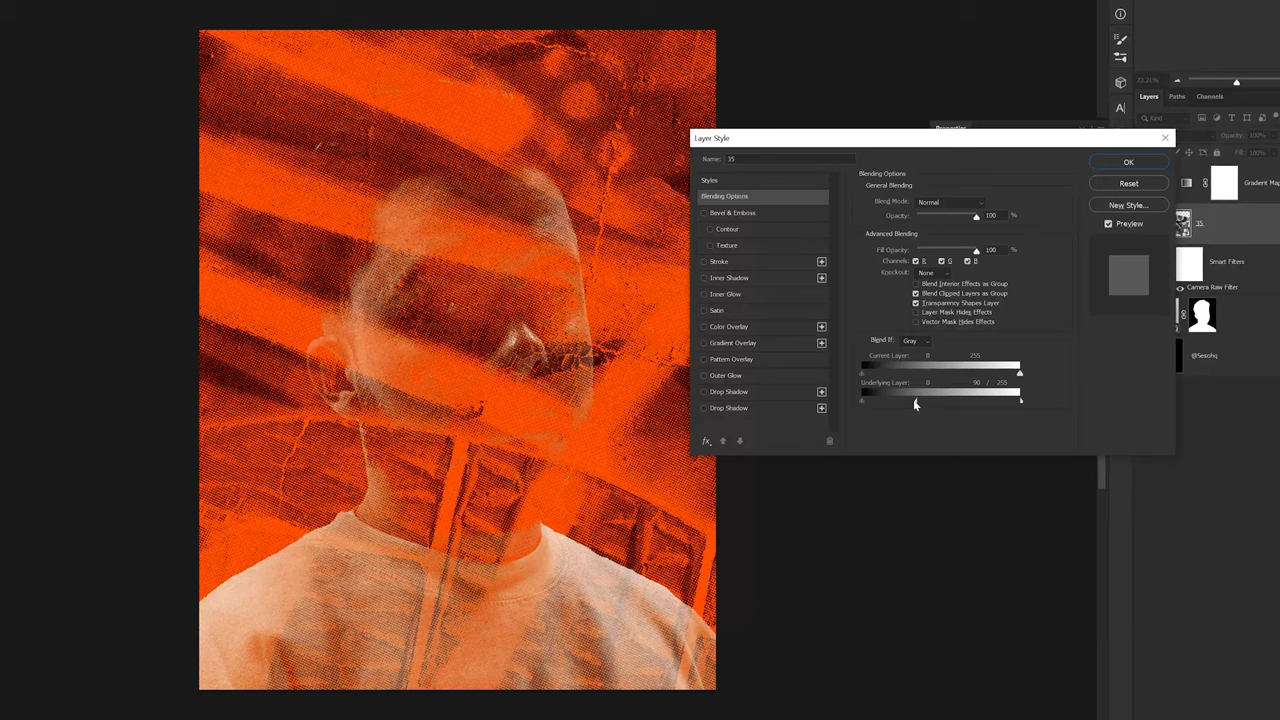 23.21%
Layers Paths Channels
Kind
Properties
Opacity: 100%
Fill: 100%
Layer Style
Name: 35
Styles
Blending Options
Bevel & Emboss
Contour
Texture
Stroke
Inner Shadow
Inner Glow
Satin
Color Overlay
Gradient Overlay
Pattern Overlay
Outer Glow
Drop Shadow
Drop Shadow
fx
Blending Options
General Blending
Blend Mode: Normal
Opacity: 100 %
Advanced Blending
Fill Opacity: 100 %
Channels: R G B
Knockout: None
Blend Interior Effects as Group
Blend Clipped Layers as Group
Transparency Shapes Layer
Layer Mask Hides Effects
Vector Mask Hides Effects
Blend If: Gray
Current Layer: 0 255
Underlying Layer: 0 90 / 255
OK
Reset
New Style...
Preview
Gradient Map
35
Smart Filters
Camera Raw Filter
@Sesohq